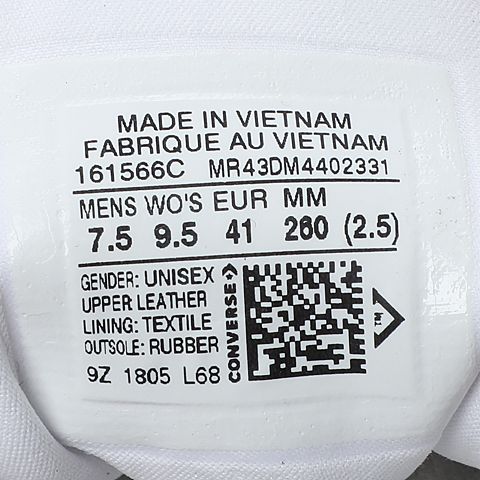 MADE IN VIETNAM
FABRIQUE AU VIETNAM
161566C MR43DM4402331
MENS WO'S EUR MM
7.5 9.5 41 260 (2.5)
GENDER: UNISEX
UPPER: LEATHER
LINING: TEXTILE
OUTSOLE: RUBBER
9Z 1805 L68
CONVERSE
TM